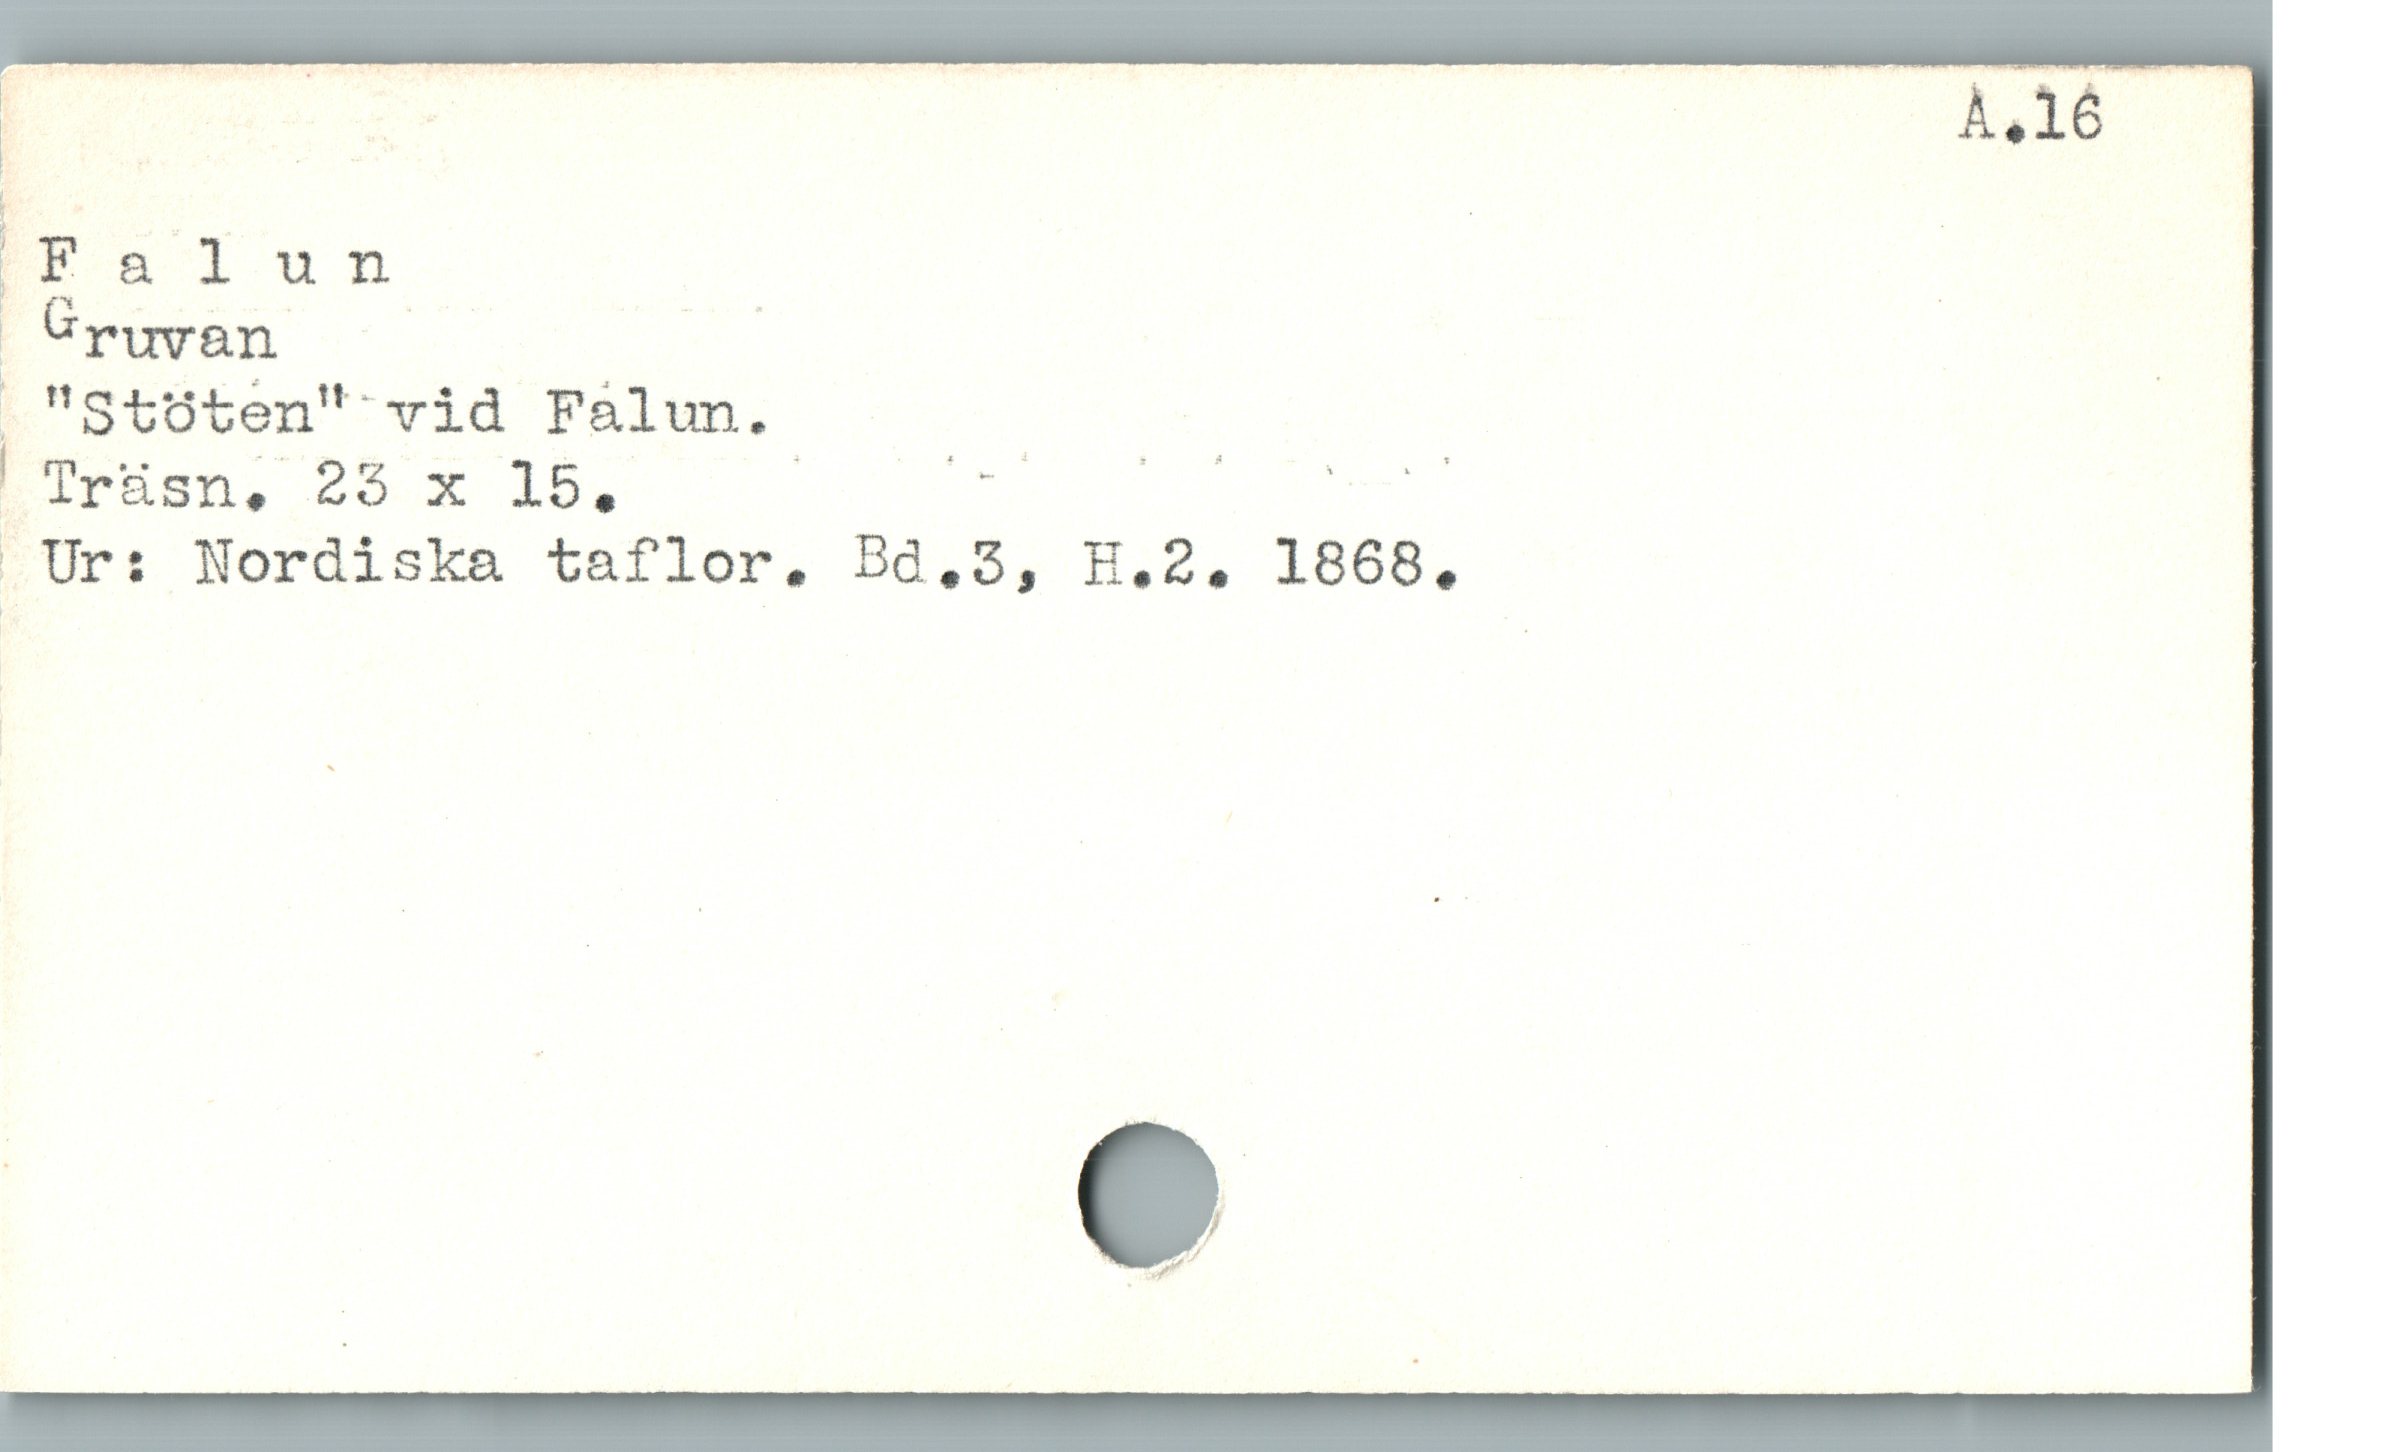 A.16
F a l u n
Gruvan
"Stöten" vid Falun.
Träsn. 23 x 15.
Ur: Nordiska taflor. Bd.3, H.2. 1868.